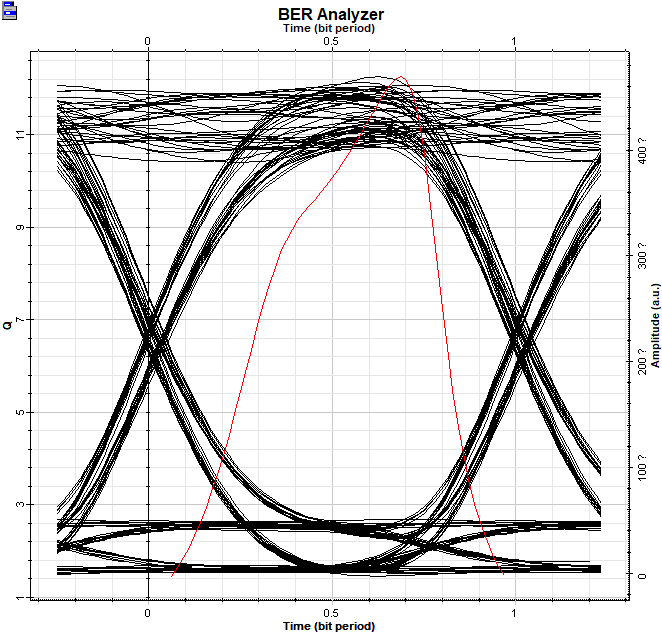 BER Analyzer
Time (bit period)
0 0.5 1
Q
11
9
7
5
3
1
400 ?
300 ?
200 ?
100 ?
0
Amplitude (a.u.)
0 0.5 1
Time (bit period)